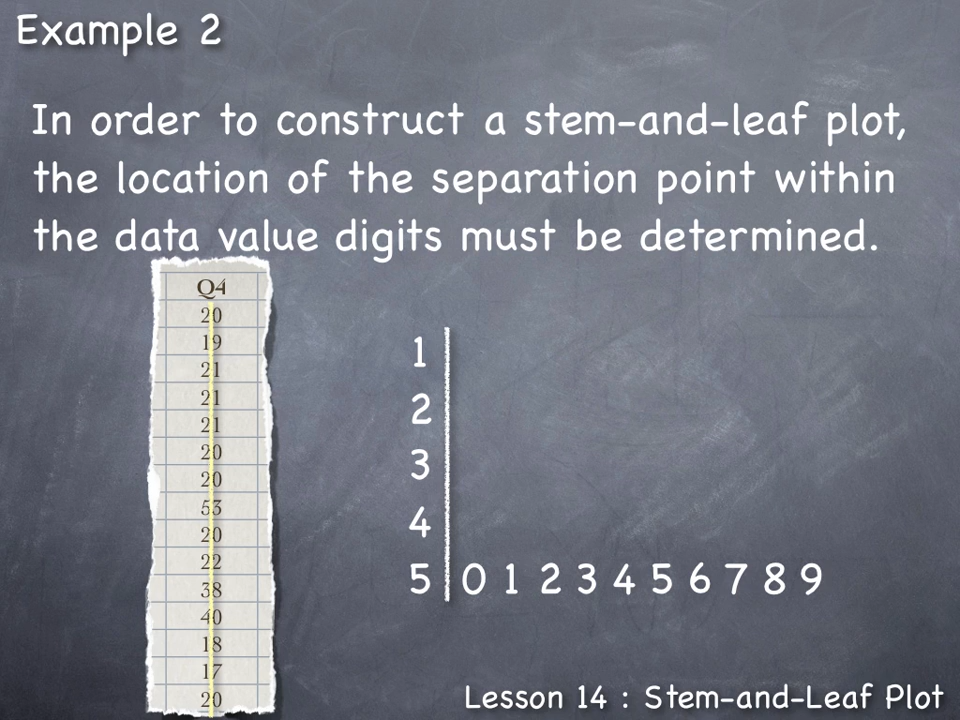 Example 2
In order to construct a stem-and-leaf plot,
the location of the separation point within
the data value digits must be determined.
Q4
20
19
21
21
21
20
20
53
20
22
38
40
18
17
20
1
2
3
4
5 0 1 2 3 4 5 6 7 8 9
Lesson 14 : Stem-and-Leaf Plot